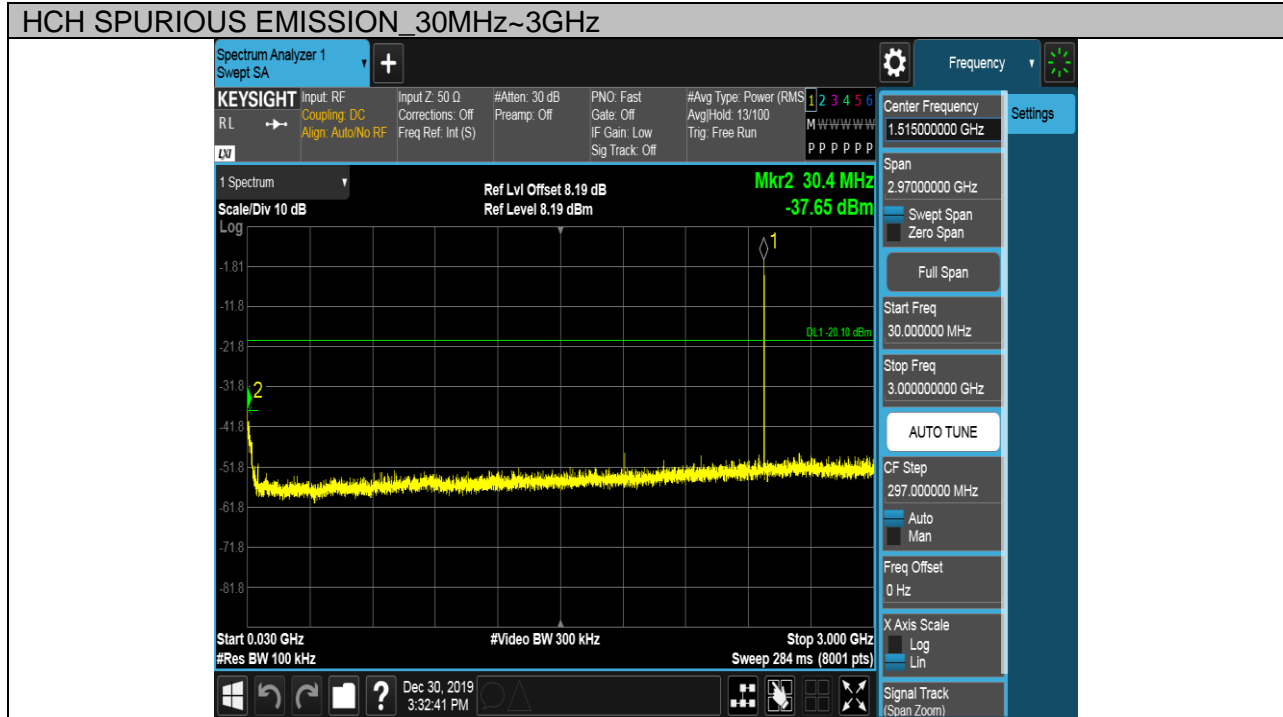 HCH SPURIOUS EMISSION_30MHz~3GHz
Spectrum Analyzer 1
Swept SA
Frequency
KEYSIGHT
RL
LXI
Input: RF
Coupling: DC
Align: Auto/No RF
Input Z: 50 Ω
Corrections: Off
Freq Ref: Int (S)
#Atten: 30 dB
Preamp: Off
PNO: Fast
Gate: Off
IF Gain: Low
Sig Track: Off
#Avg Type: Power (RMS
Avg|Hold: 13/100
Trig: Free Run
1 2 3 4 5 6
M W W W W W
P P P P P P
1 Spectrum
Scale/Div 10 dB
Log
Ref Lvl Offset 8.19 dB
Ref Level 8.19 dBm
Mkr2 30.4 MHz
-37.65 dBm
1
-1.81
-11.8
DL1 -20.10 dBm
-21.8
-31.8
2
-41.8
-51.8
-61.8
-71.8
-81.8
Start 0.030 GHz
#Res BW 100 kHz
#Video BW 300 kHz
Stop 3.000 GHz
Sweep 284 ms (8001 pts)
?
Dec 30, 2019
3:32:41 PM
Center Frequency
1.515000000 GHz
Settings
Span
2.97000000 GHz
Swept Span
Zero Span
Full Span
Start Freq
30.000000 MHz
Stop Freq
3.000000000 GHz
AUTO TUNE
CF Step
297.000000 MHz
Auto
Man
Freq Offset
0 Hz
X Axis Scale
Log
Lin
Signal Track
(Span Zoom)